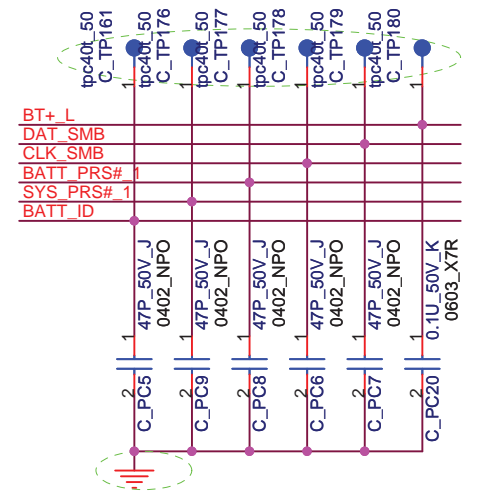 tpc40t_50
C_TP161
tpc40t_50
C_TP176
tpc40t_50
C_TP177
tpc40t_50
C_TP178
tpc40t_50
C_TP179
tpc40t_50
C_TP180
1
1
1
1
1
1
BT+_L
DAT_SMB
CLK_SMB
BATT_PRS#_1
SYS_PRS#_1
BATT_ID
47P_50V_J
0402_NPO
47P_50V_J
0402_NPO
47P_50V_J
0402_NPO
47P_50V_J
0402_NPO
47P_50V_J
0402_NPO
0.1U_50V_K
0603_X7R
1
1
1
1
1
1
2
2
2
2
2
2
C_PC5
C_PC9
C_PC8
C_PC6
C_PC7
C_PC20